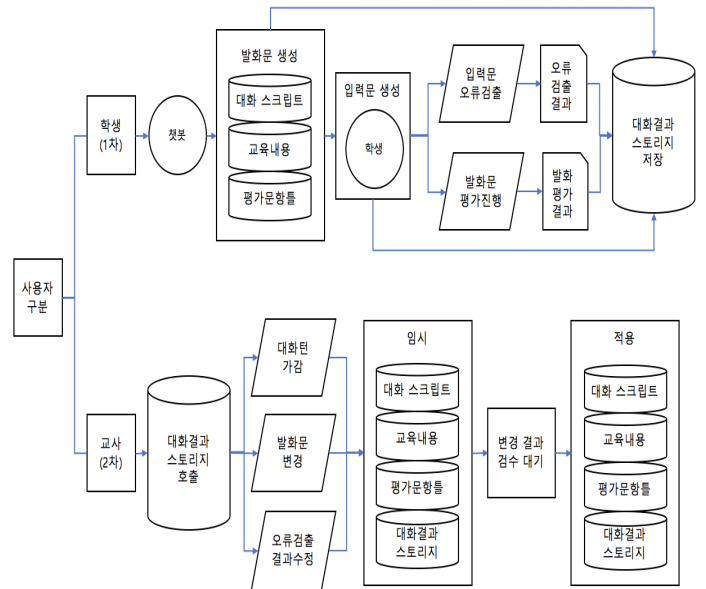 사용자
구분
학생
(1차)
챗봇
발화문 생성
대화 스크립트
교육내용
평가문항틀
입력문 생성
학생
입력문
오류검출
오류
검출
결과
발화문
평가진행
발화
평가
결과
대화결과
스토리지
저장
교사
(2차)
대화결과
스토리지
호출
대화턴
가감
발화문
변경
오류검출
결과수정
임시
대화 스크립트
교육내용
평가문항틀
대화결과
스토리지
변경 결과
검수 대기
적용
대화 스크립트
교육내용
평가문항틀
대화결과
스토리지